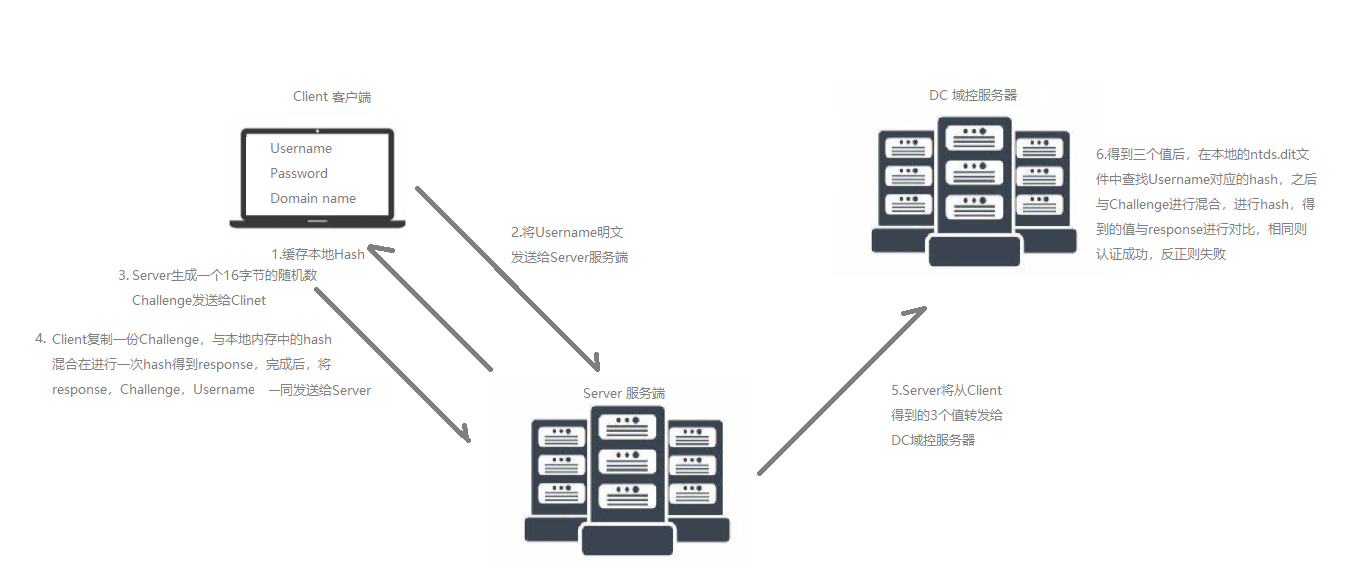 Client 客户端
Username
Password
Domain name
1.缓存本地Hash
2.将Username明文
发送给Server服务端
3. Server生成一个16字节的随机数
Challenge发送给Clinet
4. Client复制一份Challenge，与本地内存中的hash
混合在进行一次hash得到response，完成后，将
response，Challenge，Username 一同发送给Server
Server 服务端
5.Server将从Client
得到的3个值转发给
DC域控服务器
DC 域控服务器
6.得到三个值后，在本地的ntds.dit文
件中查找Username对应的hash，之后
与Challenge进行混合，进行hash，得
到的值与response进行对比，相同则
认证成功，反正则失败